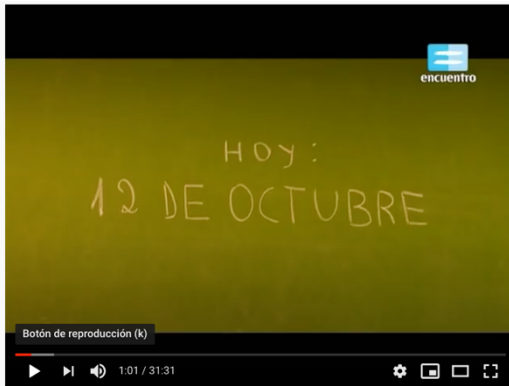 encuentro
HOY:
12 DE OCTUBRE
Botón de reproducción (k)
1:01 / 31:31